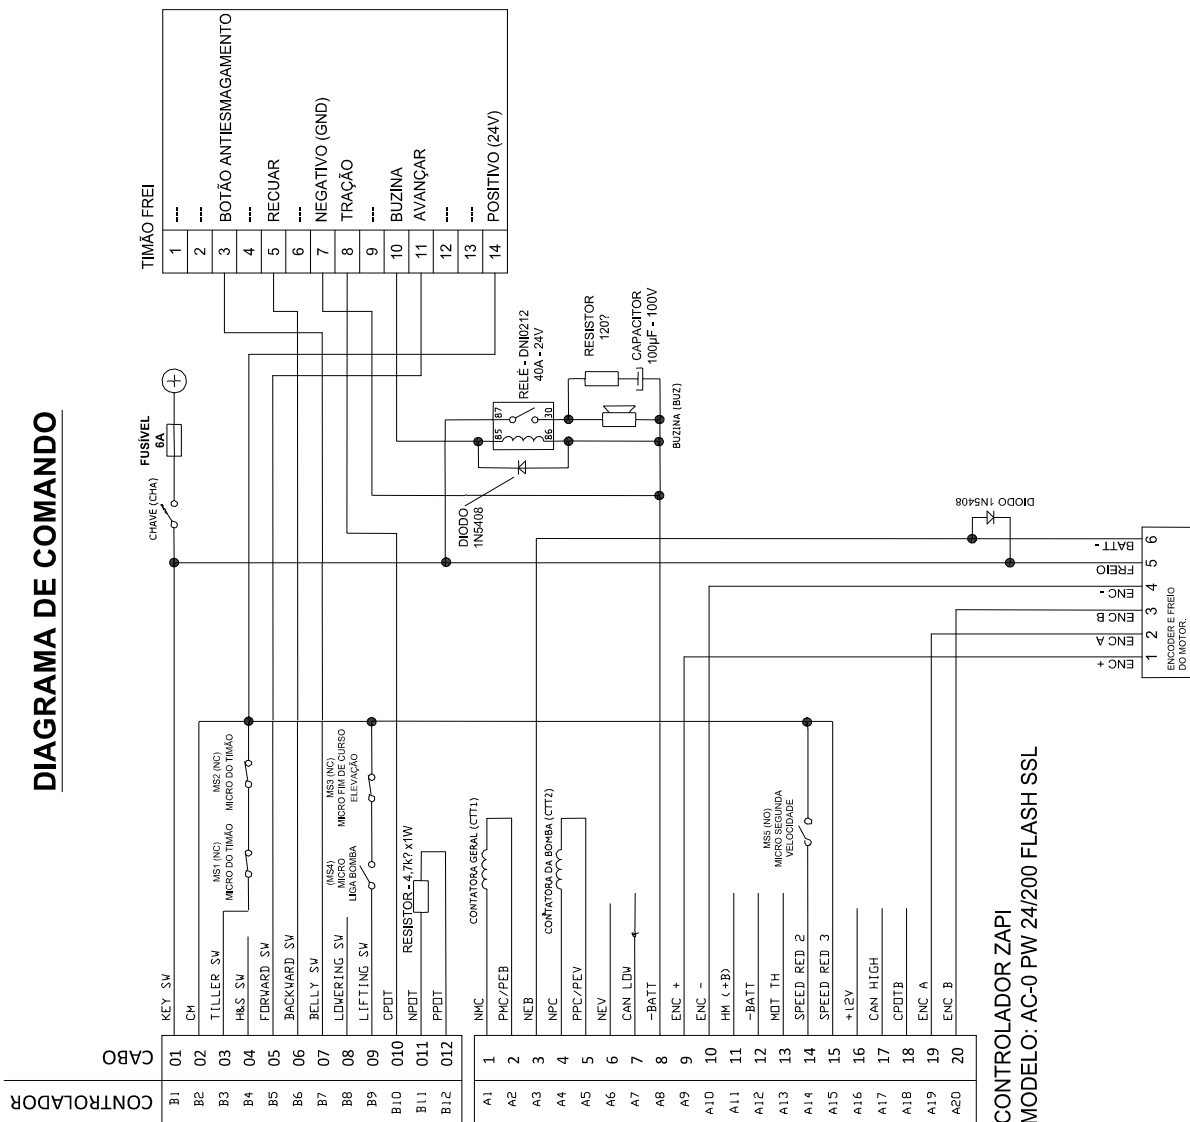 DIAGRAMA DE COMANDO
TIMÃO FREI
1 ---
2 ---
3 BOTÃO ANTIESMAGAMENTO
4 ---
5 RECUAR
6 ---
7 NEGATIVO (GND)
8 TRAÇÃO
9 ---
10 BUZINA
11 AVANÇAR
12 ---
13 ---
14 POSITIVO (24V)
FUSÍVEL
6A
CHAVE (CHA)
RELÉ - DNI0212
40A - 24V
87
30
85
86
DIODO
1N5408
RESISTOR
120?
CAPACITOR
100µF - 100V
BUZINA (BUZ)
DIODO 1N5408
BATT - 6
FREIO 5
ENC - 4
ENC B 3
ENC A 2
ENC + 1
ENCODER E FREIO
DO MOTOR.
MS1 (NC)
MICRO DO TIMÃO
MS2 (NC)
MICRO DO TIMÃO
(MS4)
MICRO
LIGA BOMBA
MS3 (NC)
MICRO FIM DE CURSO
ELEVAÇÃO
RESISTOR - 4,7k? x1W
CONTATORA GERAL (CTT1)
CONTATORA DA BOMBA (CTT2)
MS5 (NO)
MICRO SEGUNDA
VELOCIDADE
CONTROLADOR CABO
B1 01 KEY SW
B2 02 CM
B3 03 TILLER SW
B4 04 H&S SW
B5 05 FORWARD SW
B6 06 BACKWARD SW
B7 07 BELLY SW
B8 08 LOWERING SW
B9 09 LIFTING SW
B10 010 CPOT
B11 011 NPOT
B12 012 PPOT
A1 1 NMC
A2 2 PMC/PEB
A3 3 NEB
A4 4 NPC
A5 5 PPC/PEV
A6 6 NEV
A7 7 CAN LOW
A8 8 -BATT
A9 9 ENC +
A10 10 ENC -
A11 11 HM (+B)
A12 12 -BATT
A13 13 MOT TH
A14 14 SPEED RED 2
A15 15 SPEED RED 3
A16 16 +12V
A17 17 CAN HIGH
A18 18 CPOTB
A19 19 ENC A
A20 20 ENC B
CONTROLADOR ZAPI
MODELO: AC-0 PW 24/200 FLASH SSL